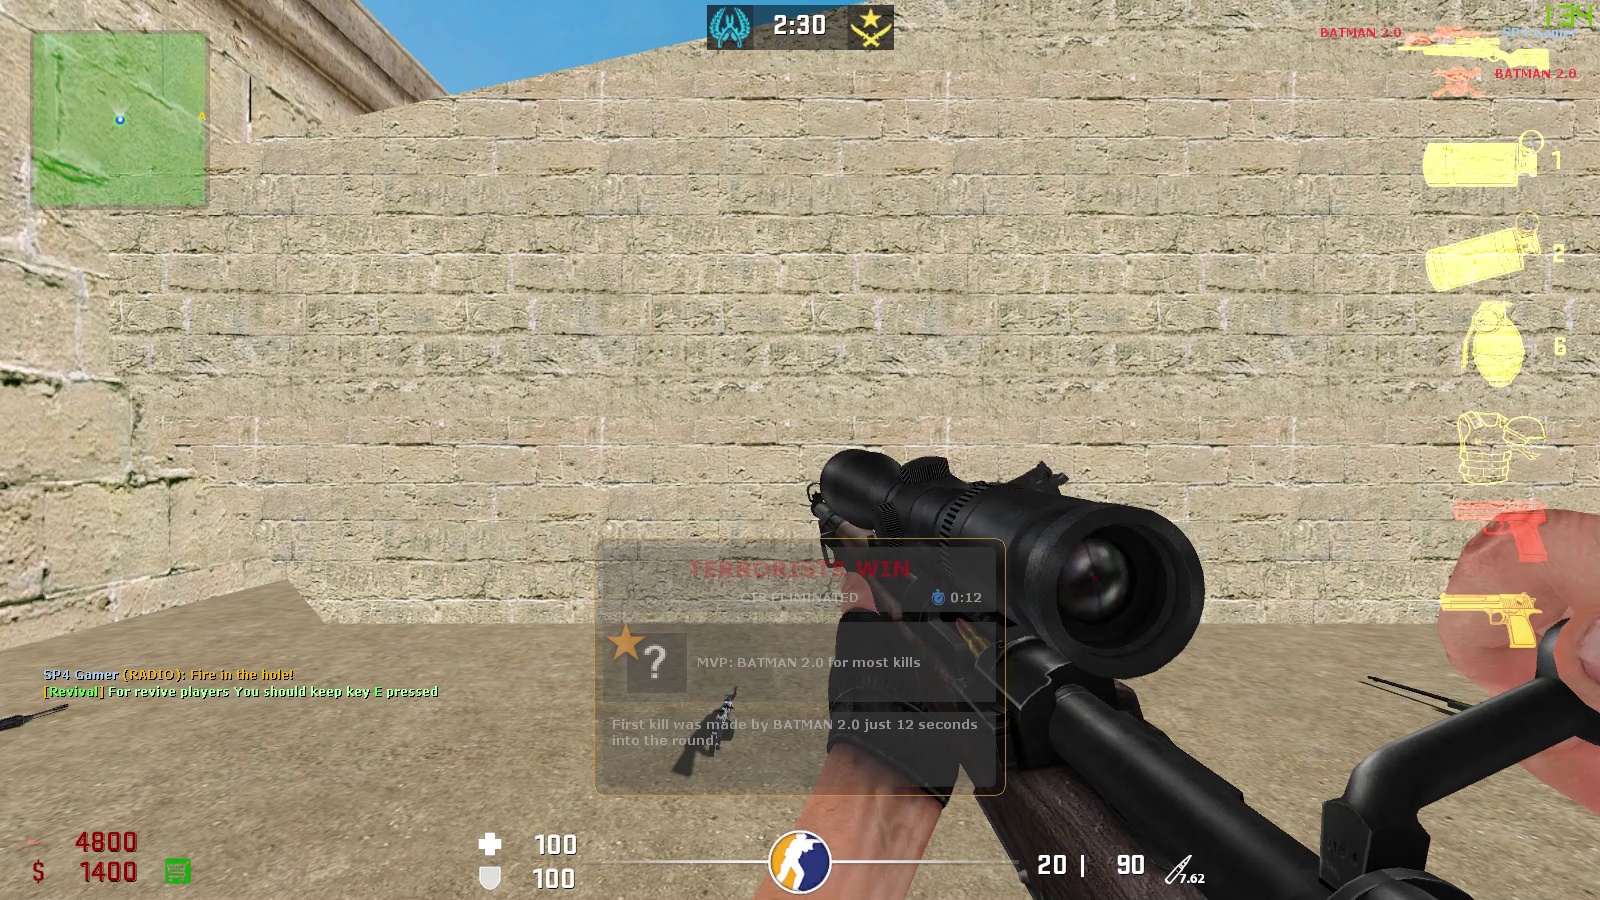 2:30
134
BATMAN 2.0 SP4 Gamer
BATMAN 2.0
A
1
2
6
TERRORISTS WIN
CTS ELIMINATED
0:12
?
MVP: BATMAN 2.0 for most kills
First kill was made by BATMAN 2.0 just 12 seconds
into the round.
SP4 Gamer (RADIO): Fire in the hole!
[Revival] For revive players You should keep key E pressed
- 4800
$ 1400
100
100
20 | 90
7.62